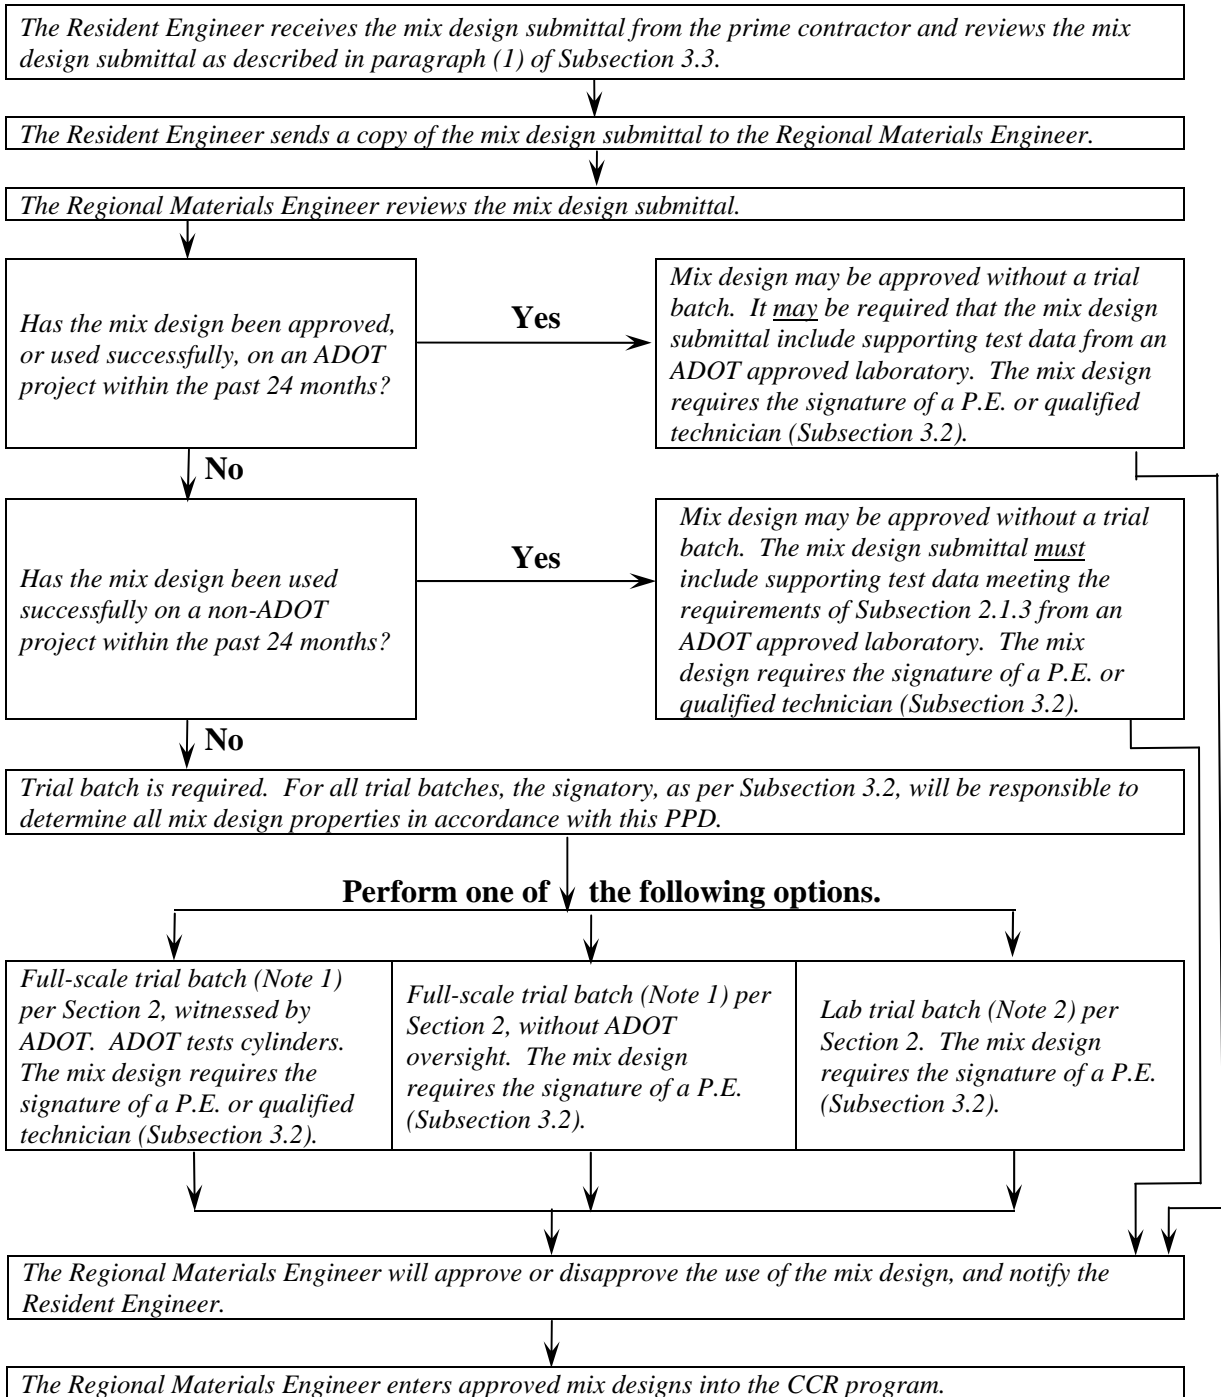 The Resident Engineer receives the mix design submittal from the prime contractor and reviews the mix
design submittal as described in paragraph (1) of Subsection 3.3.
The Resident Engineer sends a copy of the mix design submittal to the Regional Materials Engineer.
The Regional Materials Engineer reviews the mix design submittal.
Has the mix design been approved,
or used successfully, on an ADOT
project within the past 24 months?
Yes
Mix design may be approved without a trial
batch.  It may be required that the mix design
submittal include supporting test data from an
ADOT approved laboratory.  The mix design
requires the signature of a P.E. or qualified
technician (Subsection 3.2).
No
Has the mix design been used
successfully on a non-ADOT
project within the past 24 months?
Yes
Mix design may be approved without a trial
batch.  The mix design submittal must
include supporting test data meeting the
requirements of Subsection 2.1.3 from an
ADOT approved laboratory.  The mix
design requires the signature of a P.E. or
qualified technician (Subsection 3.2).
No
Trial batch is required.  For all trial batches, the signatory, as per Subsection 3.2, will be responsible to
determine all mix design properties in accordance with this PPD.
Perform one of the following options.
Full-scale trial batch (Note 1)
per Section 2, witnessed by
ADOT.  ADOT tests cylinders.
The mix design requires the
signature of a P.E. or qualified
technician (Subsection 3.2).
Full-scale trial batch (Note 1) per
Section 2, without ADOT
oversight.  The mix design
requires the signature of a P.E.
(Subsection 3.2).
Lab trial batch (Note 2) per
Section 2.  The mix design
requires the signature of a P.E.
(Subsection 3.2).
The Regional Materials Engineer will approve or disapprove the use of the mix design, and notify the
Resident Engineer.
The Regional Materials Engineer enters approved mix designs into the CCR program.